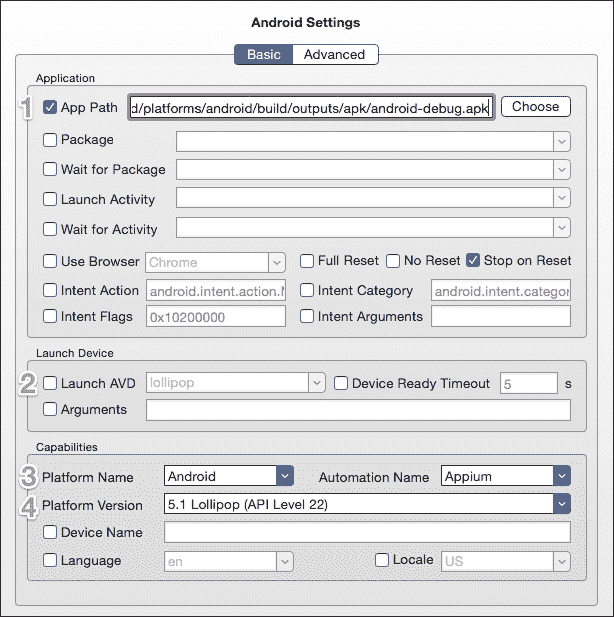 Android Settings
Basic Advanced
Application
1 App Path d/platforms/android/build/outputs/apk/android-debug.apk Choose
Package
Wait for Package
Launch Activity
Wait for Activity
Use Browser Chrome Full Reset No Reset Stop on Reset
Intent Action android.intent.action. Intent Category android.intent.categor
Intent Flags 0x10200000 Intent Arguments
Launch Device
2 Launch AVD lollipop Device Ready Timeout 5 s
Arguments
Capabilities
3 Platform Name Android Automation Name Appium
4 Platform Version 5.1 Lollipop (API Level 22)
Device Name
Language en Locale US